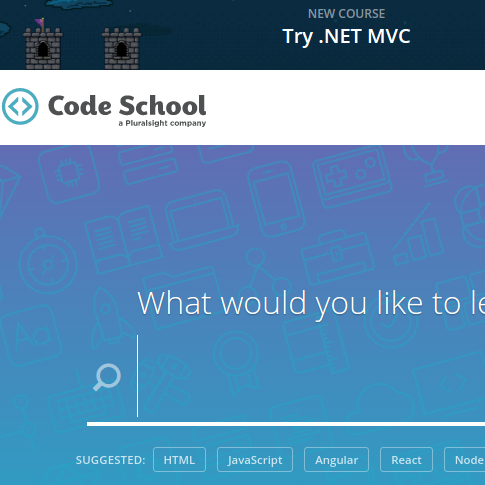 NEW COURSE
Try .NET MVC
Code School
a Pluralsight company
What would you like to le
Ao
SUGGESTED: HTML JavaScript Angular React Node